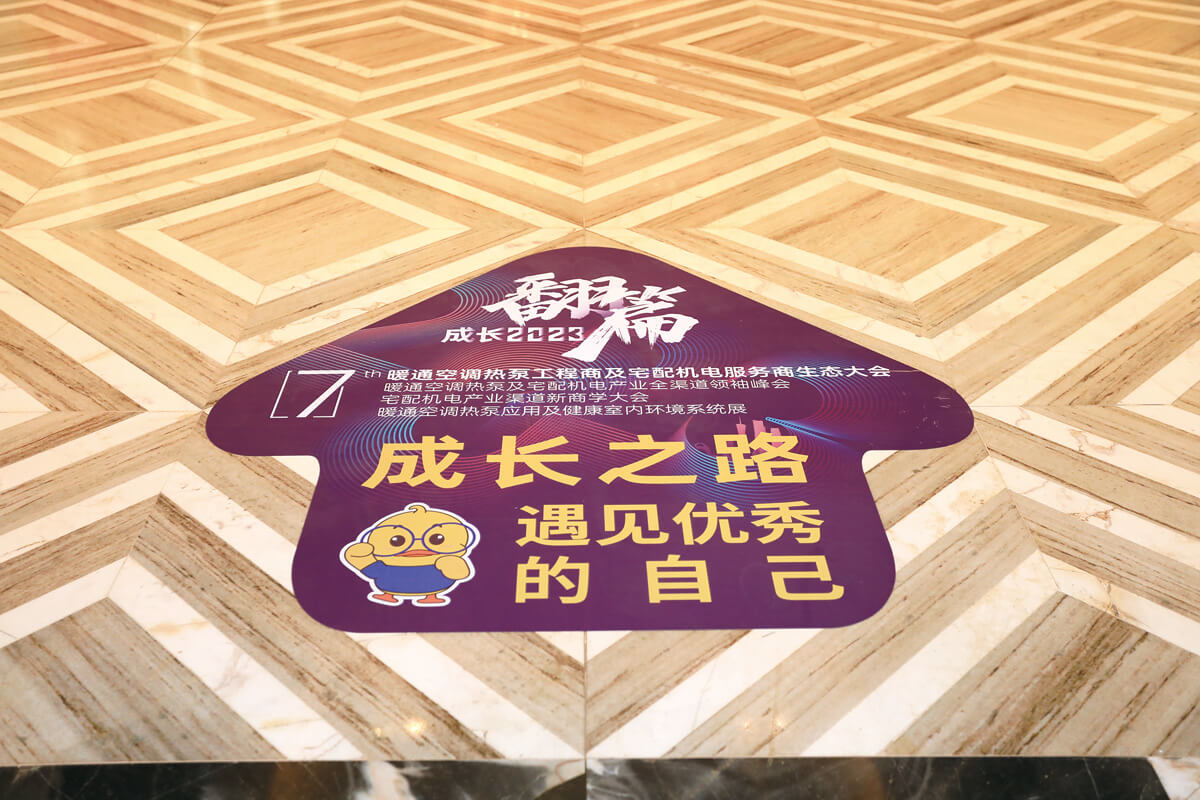 翻篇
成长2023
7th 暖通空调热泵工程商及宅配机电服务商生态大会
暖通空调热泵及宅配机电产业全渠道领袖峰会
宅配机电产业渠道新商学大会
暖通空调热泵应用及健康室内环境系统展
成长之路
遇见优秀
的自己